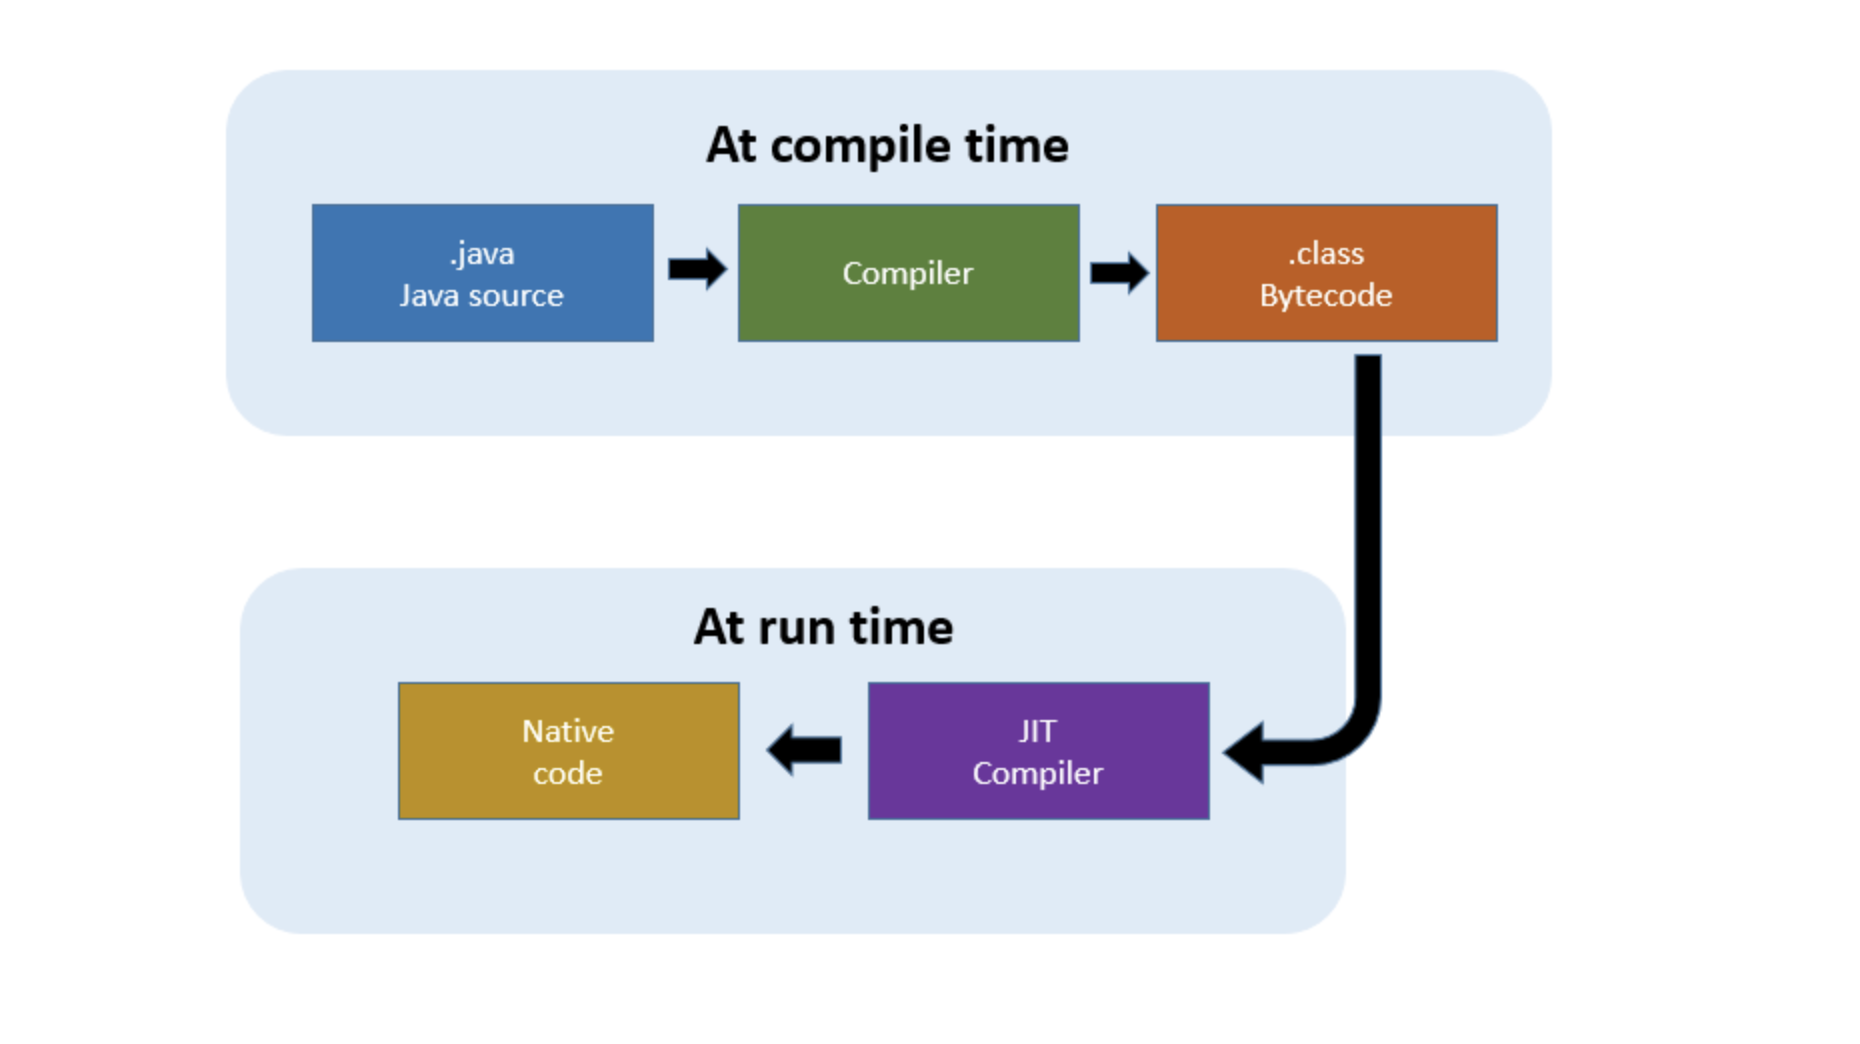 At compile time
.java
Java source
Compiler
.class
Bytecode
At run time
Native
code
JIT
Compiler